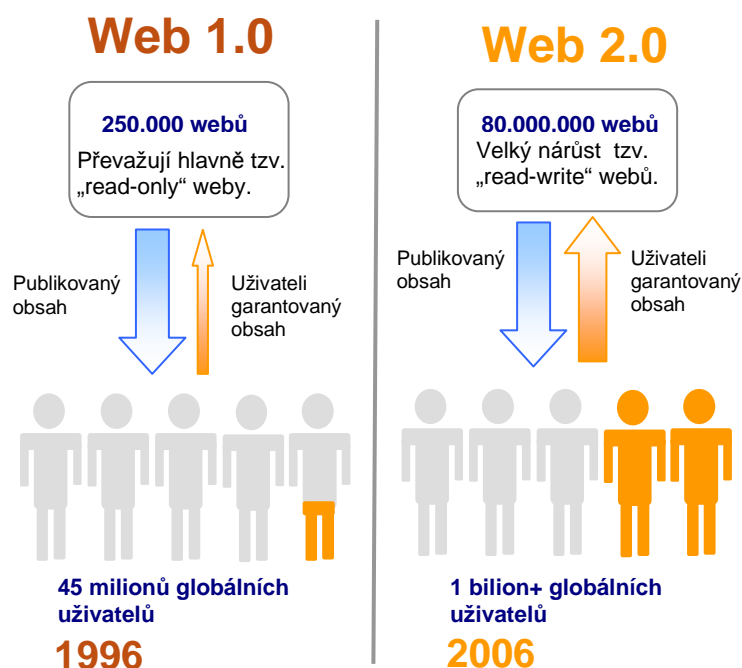 Web 1.0
250.000 webů
Převažují hlavně tzv.
„read-only“ weby.
Publikovaný
obsah
Uživateli
garantovaný
obsah
45 milionů globálních
uživatelů
1996
Web 2.0
80.000.000 webů
Velký nárůst tzv.
„read-write“ webů.
Publikovaný
obsah
Uživateli
garantovaný
obsah
1 bilion+ globálních
uživatelů
2006